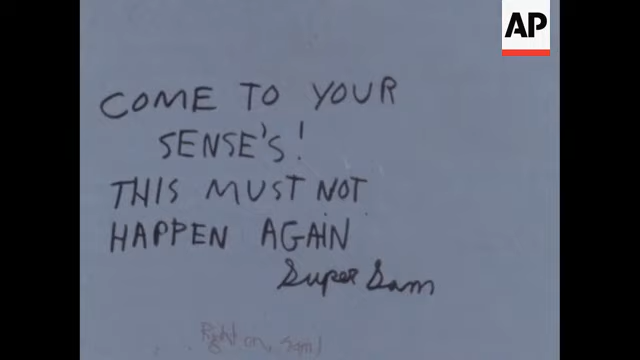 AP
COME TO YOUR
SENSE'S!
THIS MUST NOT
HAPPEN AGAIN
Super Sam
Right on, Sam!